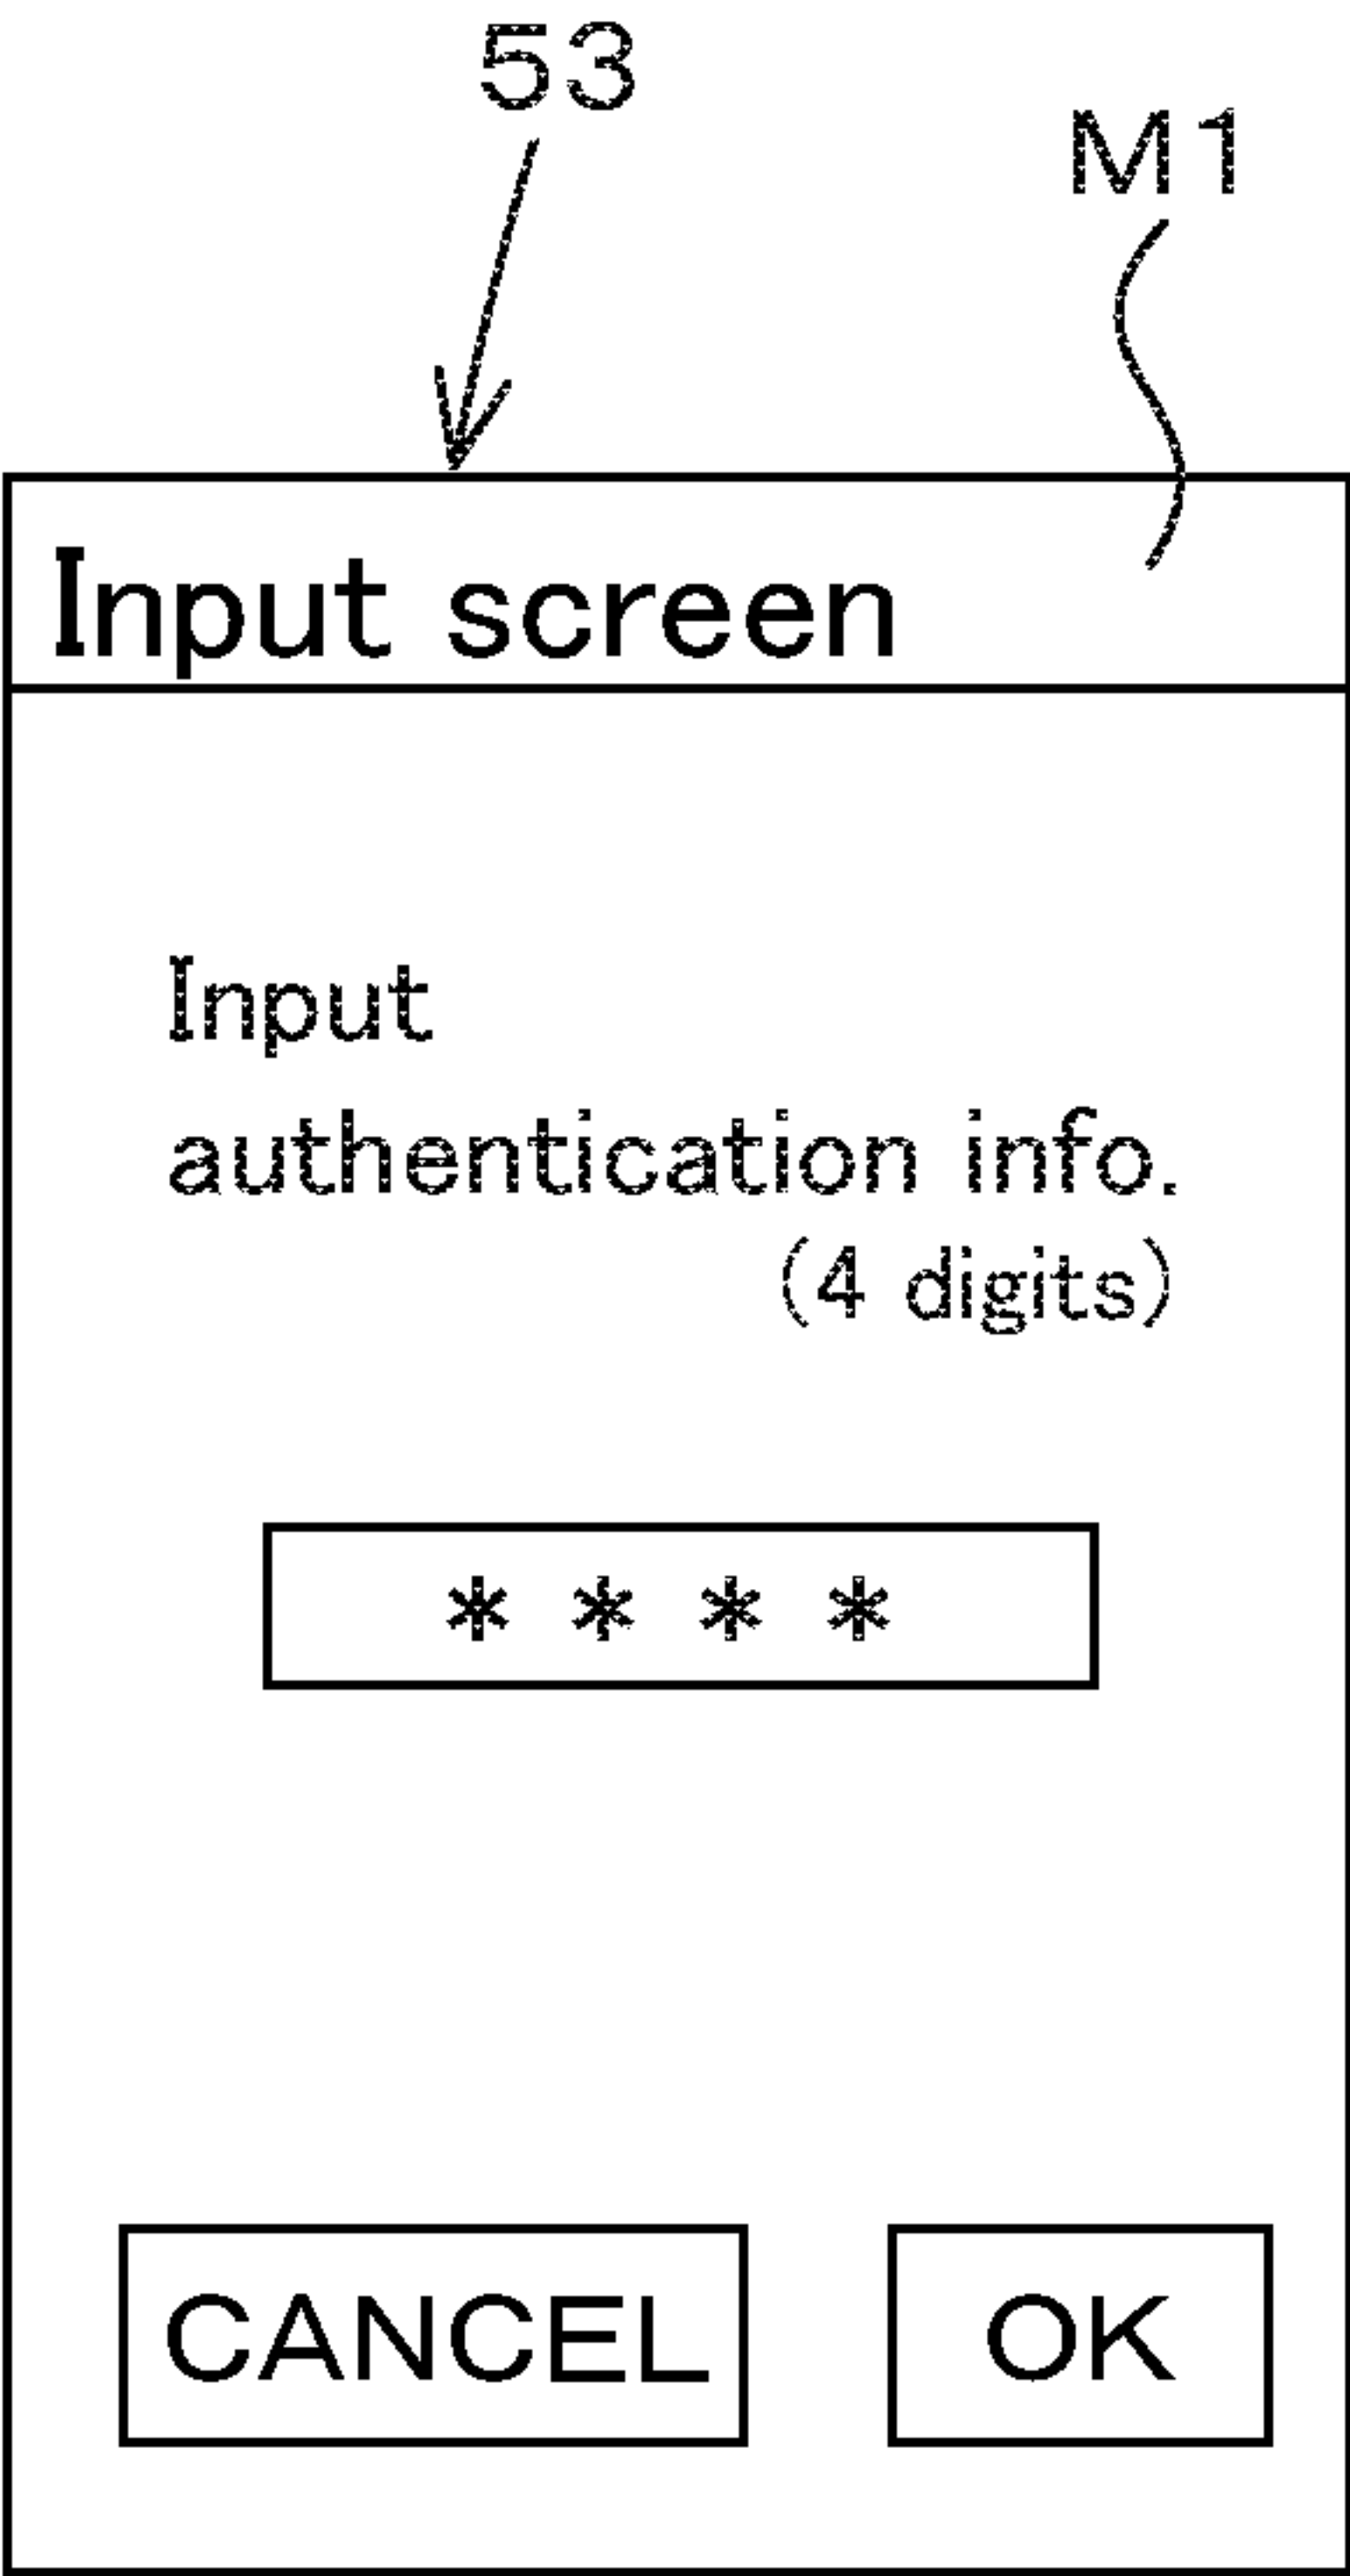 53
M1
Input screen
Input
authentication info.
(4 digits)
* * * *
CANCEL
OK